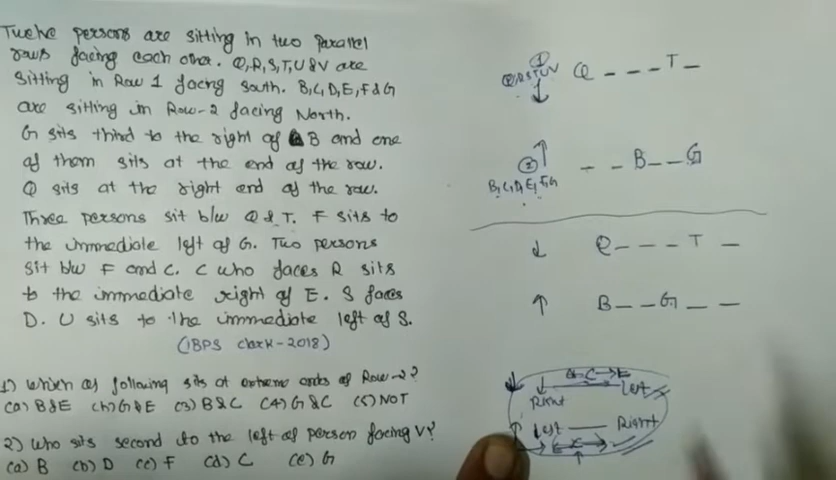 Twelve persons are sitting in two parallel
rows facing each other. Q,R,S,T,U & V are
sitting in Row 1 facing south. B,C,D,E,F & G
are sitting in Row-2 facing North.
G sits third to the right of B and one
of them sits at the end of the row.
Q sits at the right end of the row.
Three persons sit b/w Q & T. F sits to
the immediate left of G. Two persons
sit b/w F and C. C who faces R sits
to the immediate right of E. S faces
D. U sits to the immediate left of S.
(IBPS clerk-2018)
1) Which of following sits at extreme ends of Row-2?
(a) B&E (b) G&E (3) B&C (4) G&C (5) NOT
2) Who sits second to the left of person facing V?
(a) B (b) D (c) F (d) C (e) G
①
Q,R,S,T,U,V ↓ Q _ _ _ T _
② ↑ _ _ B _ _ G
B,C,D,E,F,G
↓ Q _ _ _ T _
↑ B _ _ G _ _
C → E
↓ Right Left
↑ Left Right
E C